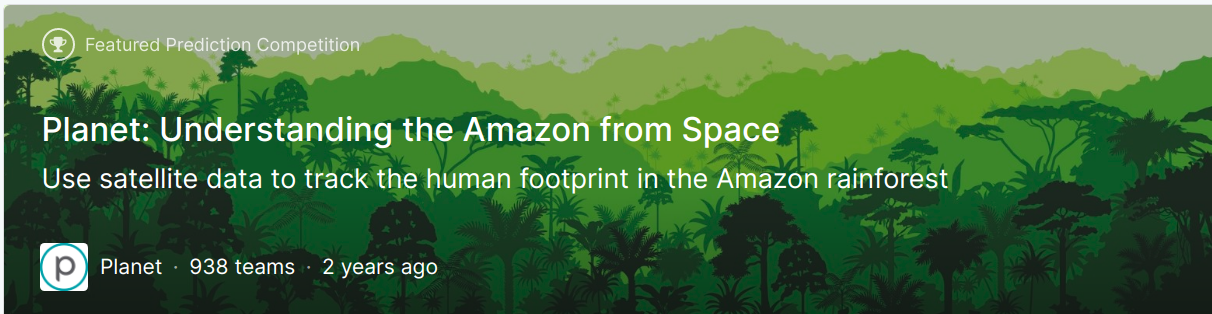 Featured Prediction Competition
Planet: Understanding the Amazon from Space
Use satellite data to track the human footprint in the Amazon rainforest
p Planet · 938 teams · 2 years ago